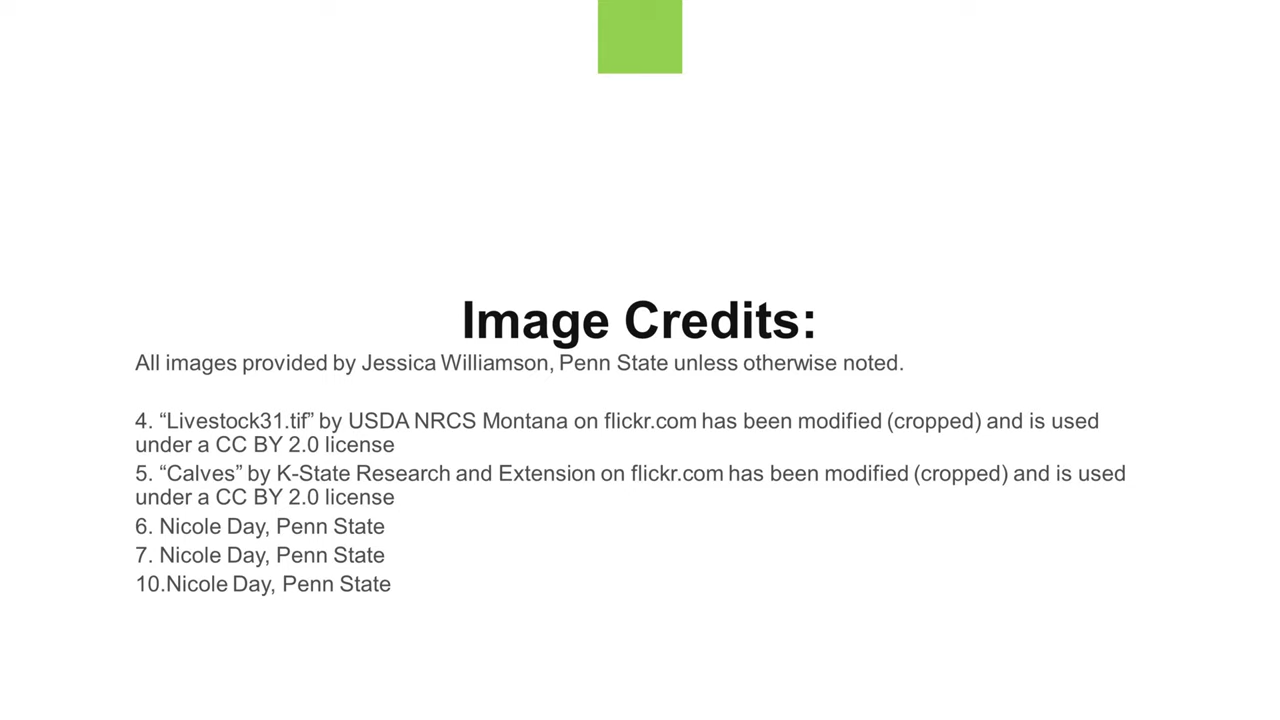 Image Credits:
All images provided by Jessica Williamson, Penn State unless otherwise noted.
4. “Livestock31.tif” by USDA NRCS Montana on flickr.com has been modified (cropped) and is used
under a CC BY 2.0 license
5. “Calves” by K-State Research and Extension on flickr.com has been modified (cropped) and is used
under a CC BY 2.0 license
6. Nicole Day, Penn State
7. Nicole Day, Penn State
10.Nicole Day, Penn State